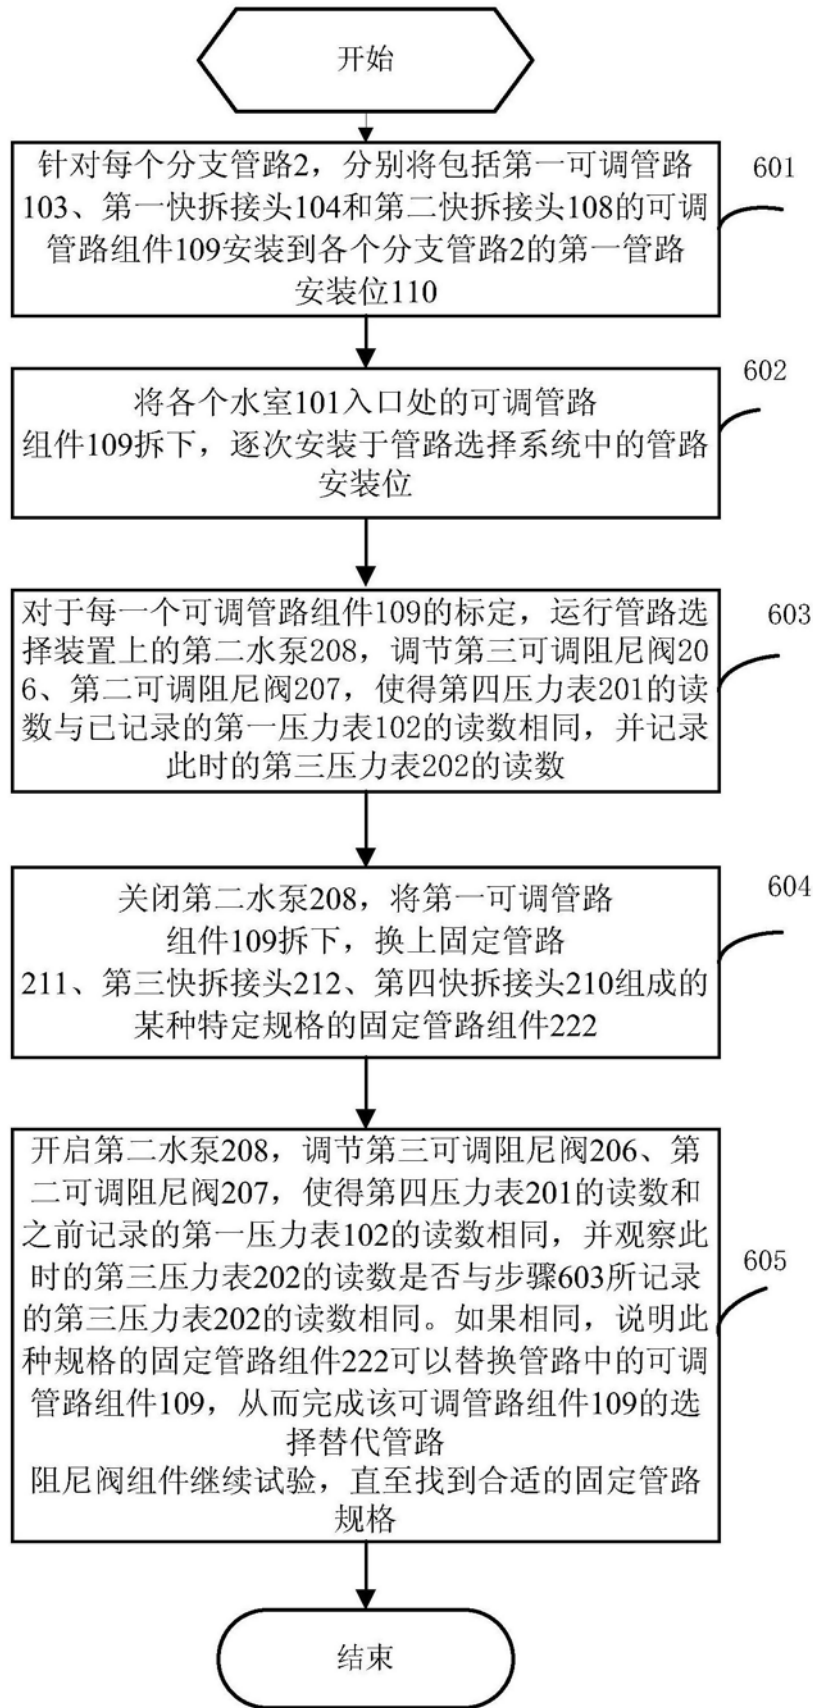 开始
针对每个分支管路2，分别将包括第一可调管路
103、第一快拆接头104和第二快拆接头108的可调
管路组件109安装到各个分支管路2的第一管路
安装位110
601
将各个水室101入口处的可调管路
组件109拆下，逐次安装于管路选择系统中的管路
安装位
602
对于每一个可调管路组件109的标定，运行管路选
择装置上的第二水泵208，调节第三可调阻尼阀20
6、第二可调阻尼阀207，使得第四压力表201的读
数与已记录的第一压力表102的读数相同，并记录
此时的第三压力表202的读数
603
关闭第二水泵208，将第一可调管路
组件109拆下，换上固定管路
211、第三快拆接头212、第四快拆接头210组成的
某种特定规格的固定管路组件222
604
开启第二水泵208，调节第三可调阻尼阀206、第
二可调阻尼阀207，使得第四压力表201的读数和
之前记录的第一压力表102的读数相同，并观察此
时的第三压力表202的读数是否与步骤603所记录
的第三压力表202的读数相同。如果相同，说明此
种规格的固定管路组件222可以替换管路中的可调
管路组件109，从而完成该可调管路组件109的选
择替代管路
阻尼阀组件继续试验，直至找到合适的固定管路
规格
605
结束